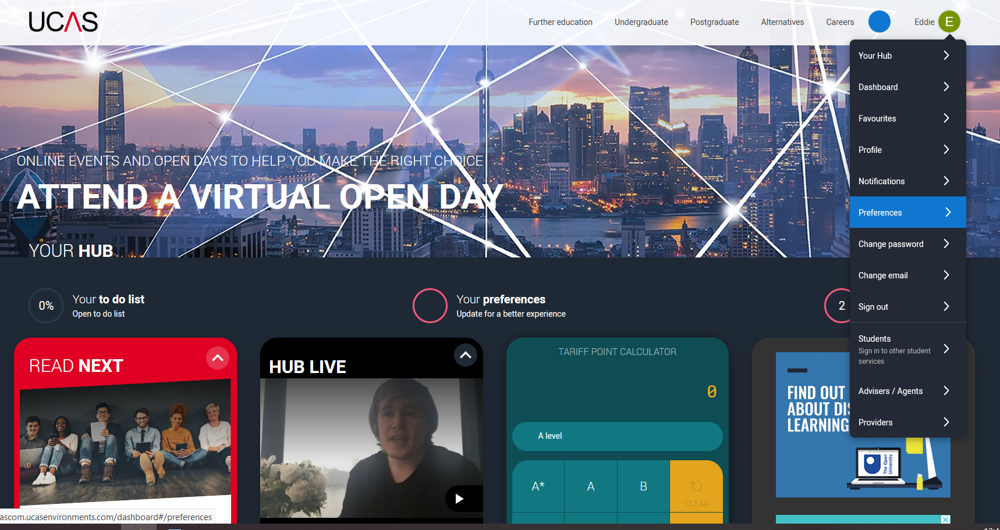 UCAS
Further education
Undergraduate
Postgraduate
Alternatives
Careers
Eddie
E
Your Hub
Dashboard
Favourites
Profile
Notifications
Preferences
Change password
Change email
Sign out
Students
Sign in to other student
services
Advisers / Agents
Providers
ONLINE EVENTS AND OPEN DAYS TO HELP YOU MAKE THE RIGHT CHOICE
ATTEND A VIRTUAL OPEN DAY
YOUR HUB
0%
Your to do list
Open to do list
Your preferences
Update for a better experience
2
READ NEXT
HUB LIVE
TARIFF POINT CALCULATOR
0
A level
A*
A
B
CLEAR
FIND OUT
ABOUT DIS
LEARNING
The Open
University
ascom.ucasenvironments.com/dashboard#/preferences